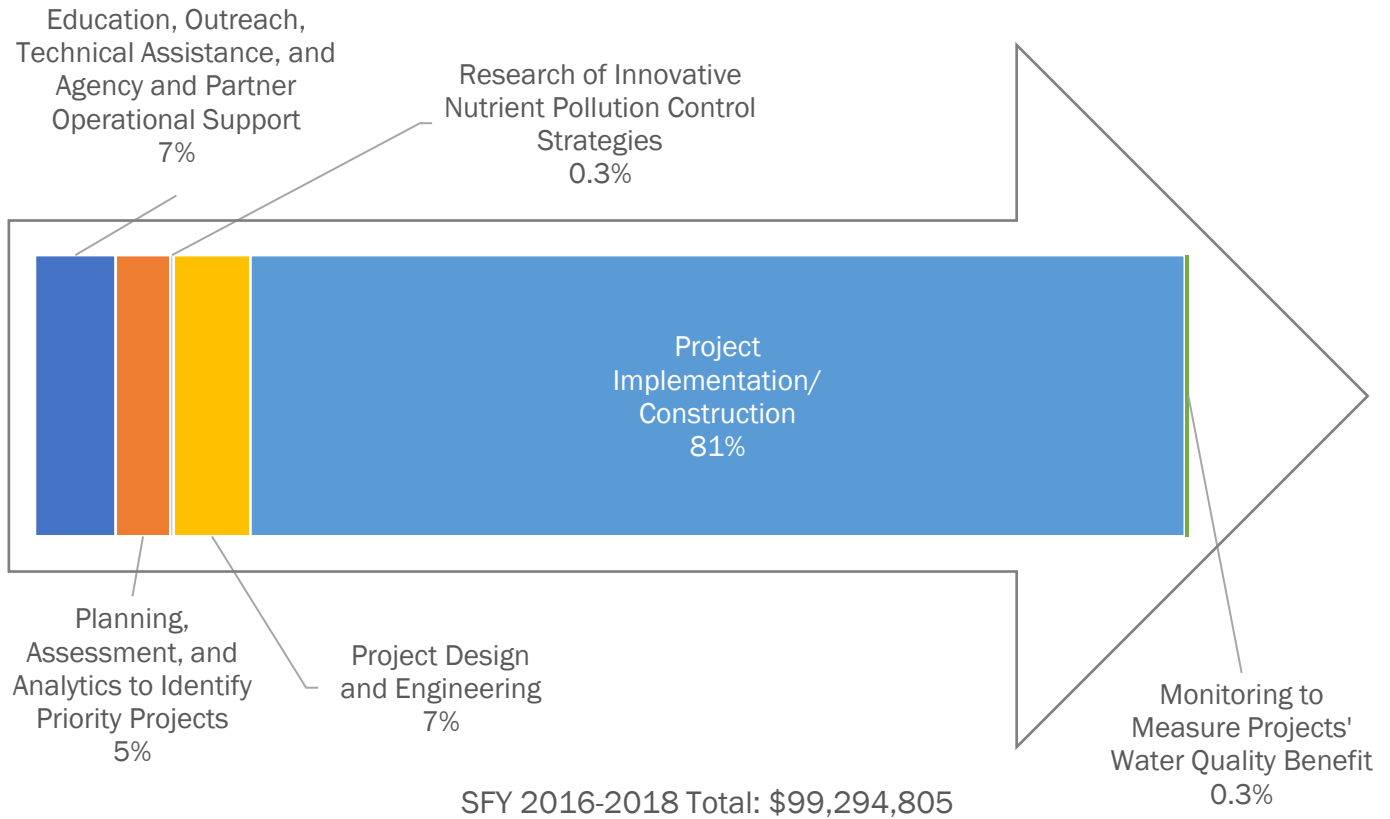 Education, Outreach,
Technical Assistance, and
Agency and Partner
Operational Support
7%
Research of Innovative
Nutrient Pollution Control
Strategies
0.3%
Project
Implementation/
Construction
81%
Planning,
Assessment, and
Analytics to Identify
Priority Projects
5%
Project Design
and Engineering
7%
Monitoring to
Measure Projects'
Water Quality Benefit
0.3%
SFY 2016-2018 Total: $99,294,805